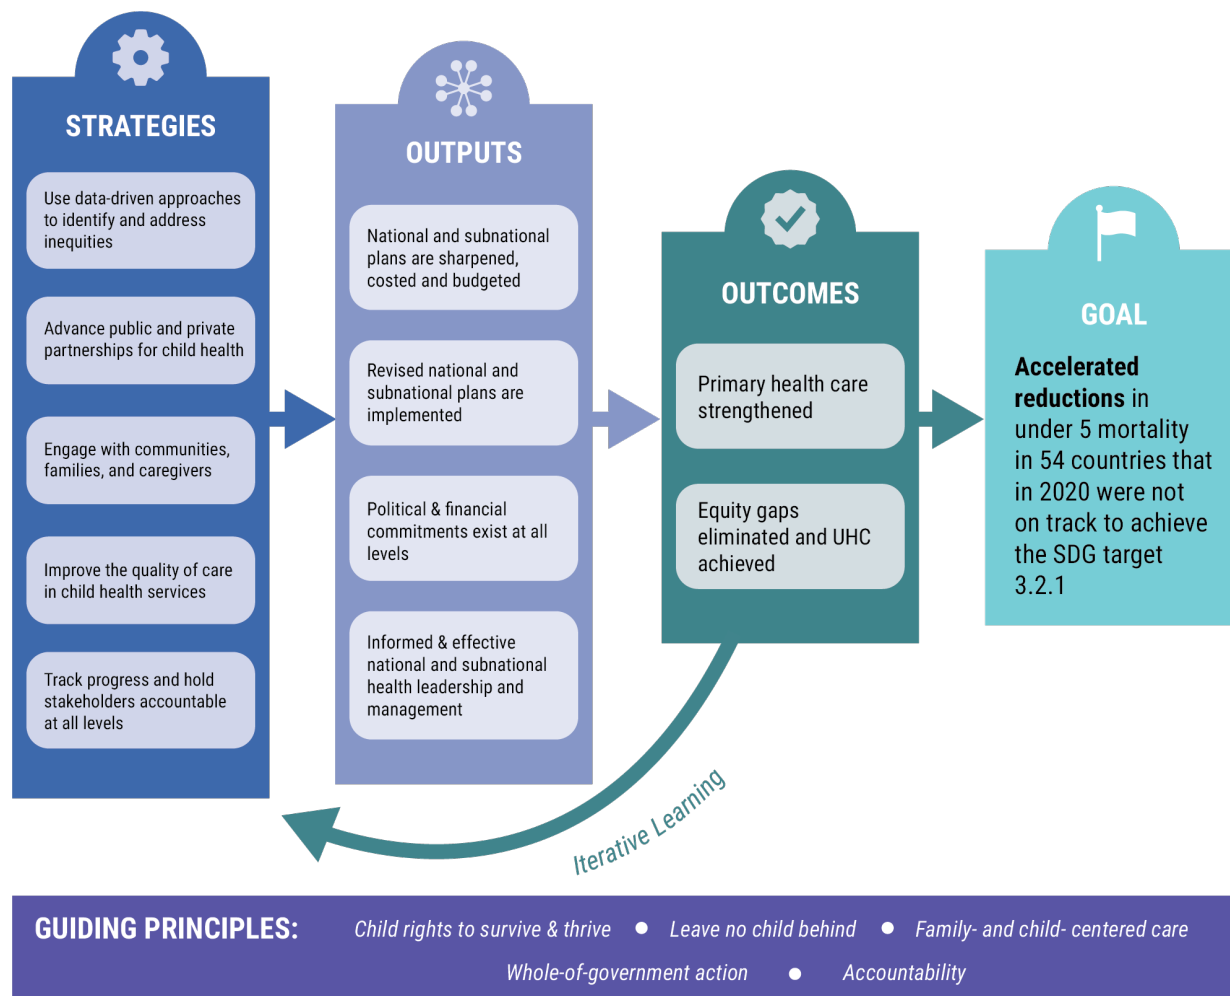 STRATEGIES
Use data-driven approaches
to identify and address
inequities
Advance public and private
partnerships for child health
Engage with communities,
families, and caregivers
Improve the quality of care
in child health services
Track progress and hold
stakeholders accountable
at all levels
OUTPUTS
National and subnational
plans are sharpened,
costed and budgeted
Revised national and
subnational plans are
implemented
Political & financial
commitments exist at all
levels
Informed & effective
national and subnational
health leadership and
management
OUTCOMES
Primary health care
strengthened
Equity gaps
eliminated and UHC
achieved
GOAL
Accelerated
reductions in
under 5 mortality
in 54 countries that
in 2020 were not
on track to achieve
the SDG target
3.2.1
Iterative Learning
GUIDING PRINCIPLES: Child rights to survive & thrive ● Leave no child behind ● Family- and child- centered care
Whole-of-government action ● Accountability